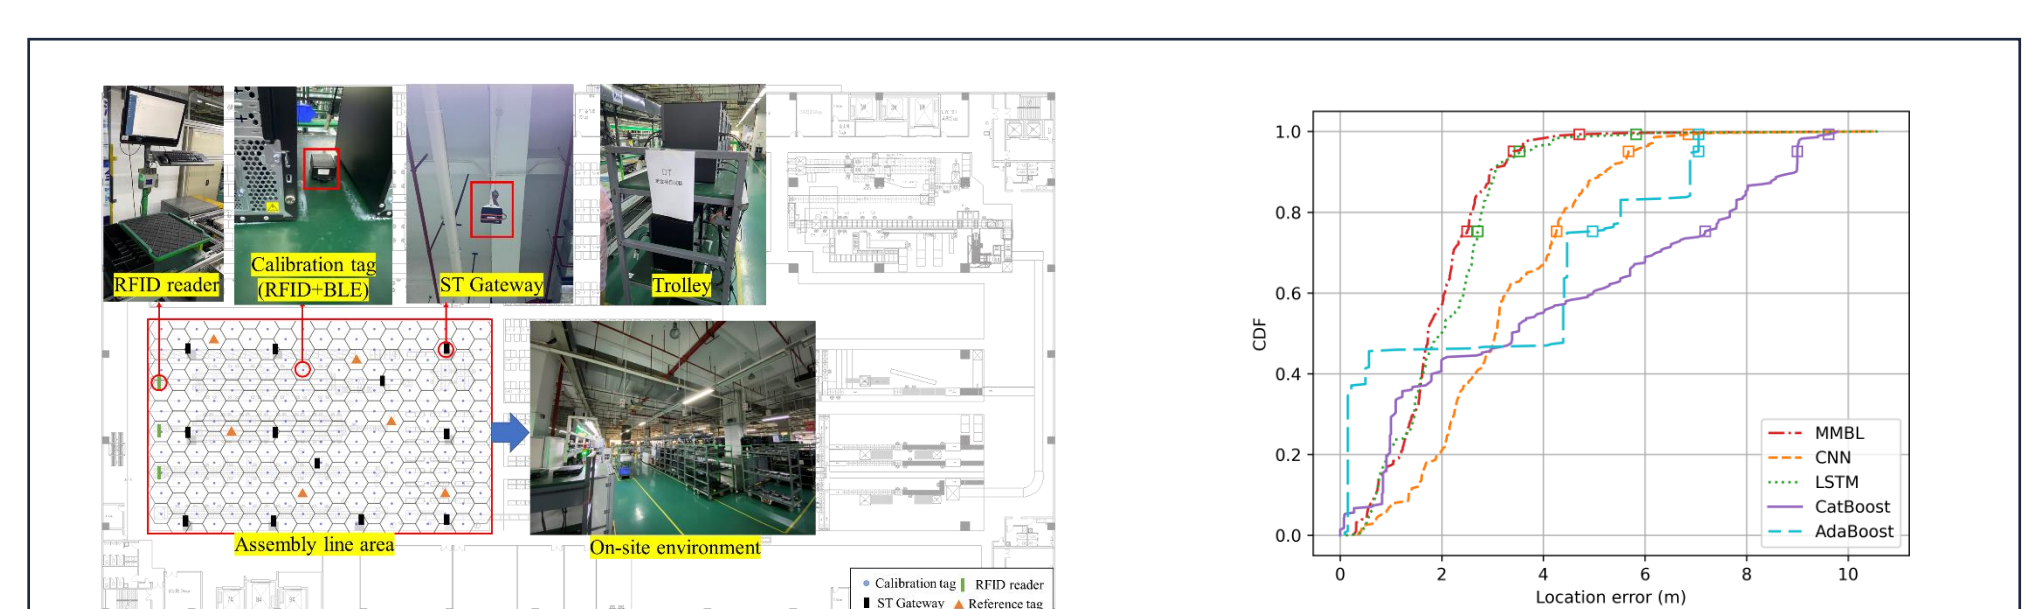 RFID reader
Calibration tag
(RFID+BLE)
ST Gateway
Trolley
Assembly line area
On-site environment
Calibration tag
RFID reader
ST Gateway
Reference tag
CDF
1.0
0.8
0.6
0.4
0.2
0.0
0 2 4 6 8 10
Location error (m)
MMBL
CNN
LSTM
CatBoost
AdaBoost